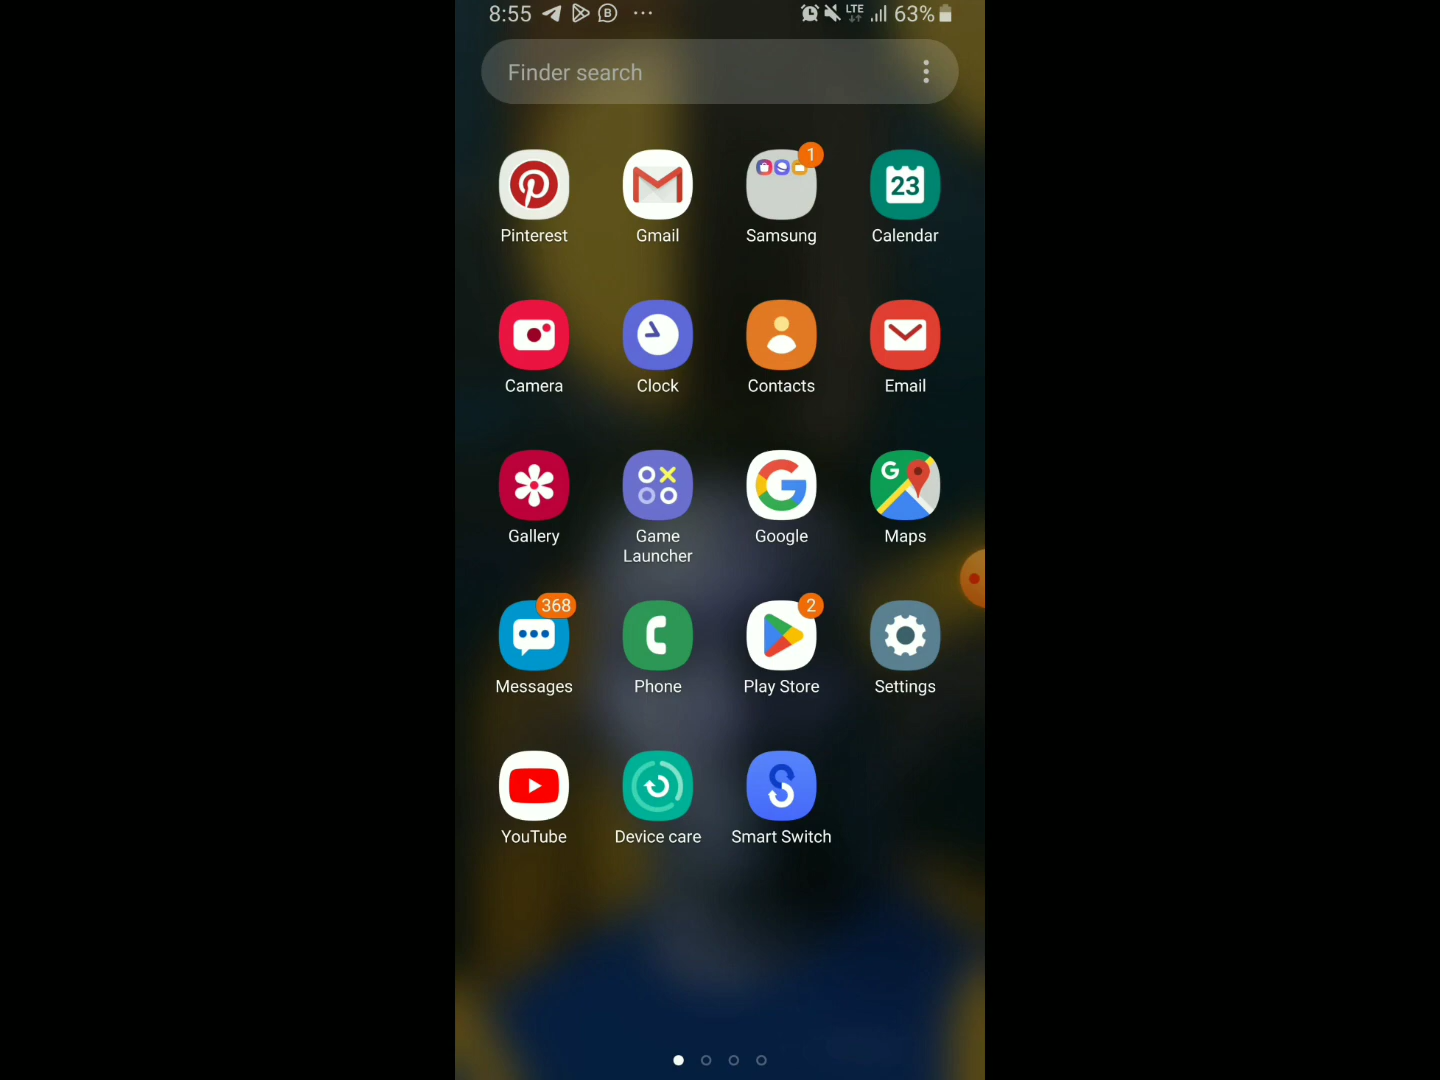 8:55 B ... LTE 63%
Finder search
1
23
Pinterest Gmail Samsung Calendar
Camera Clock Contacts Email
G G
Gallery Game Launcher Google Maps
368 2
Messages Phone Play Store Settings
YouTube Device care Smart Switch